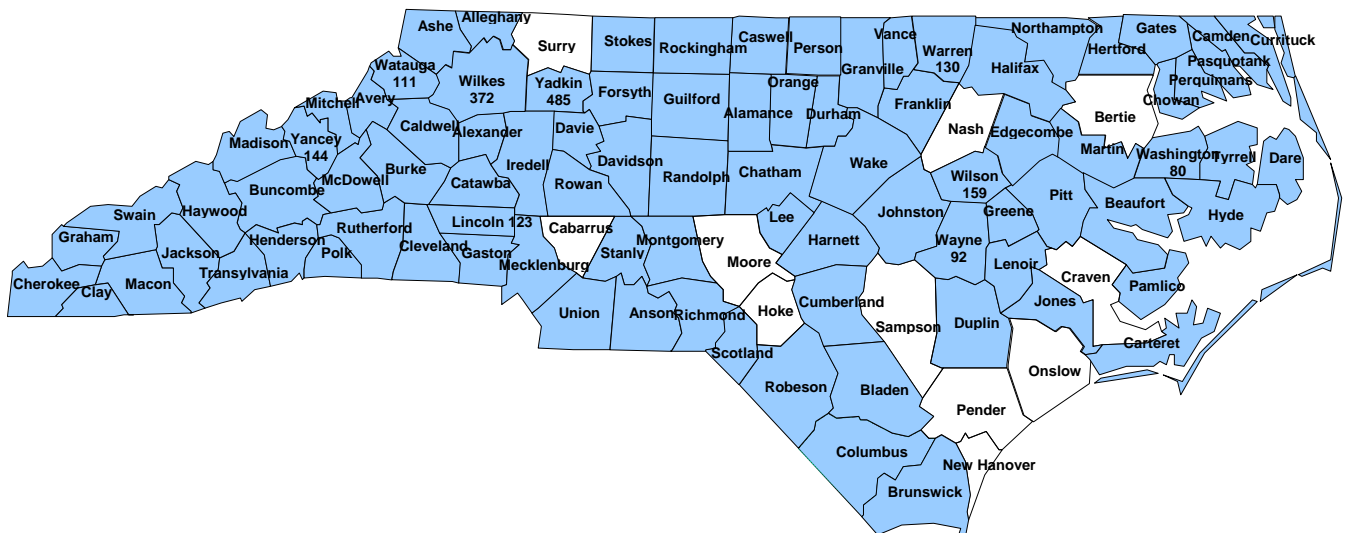 Ashe
Alleghany
Surry
Stokes
Rockingham
Caswell
Person
Granville
Vance
Warren
130
Northampton
Halifax
Hertford
Gates
Camden
Currituck
Pasquotank
Perquimans
Chowan
Bertie
Watauga
111
Wilkes
372
Yadkin
485
Forsyth
Guilford
Alamance
Orange
Durham
Franklin
Nash
Edgecombe
Martin
Washington
80
Tyrrell
Dare
Mitchell
Avery
Yancey
144
Madison
Caldwell
Alexander
Davie
Iredell
Davidson
Randolph
Chatham
Wake
Wilson
159
Pitt
Beaufort
Hyde
Buncombe
McDowell
Burke
Catawba
Rowan
Swain
Haywood
Graham
Jackson
Henderson
Rutherford
Polk
Cleveland
Lincoln 123
Gaston
Mecklenburg
Cabarrus
Stanly
Montgomery
Moore
Lee
Harnett
Johnston
Wayne
92
Greene
Lenoir
Craven
Pamlico
Jones
Cherokee
Clay
Macon
Transylvania
Union
Anson
Richmond
Hoke
Cumberland
Sampson
Duplin
Carteret
Scotland
Onslow
Robeson
Bladen
Pender
Columbus
New Hanover
Brunswick